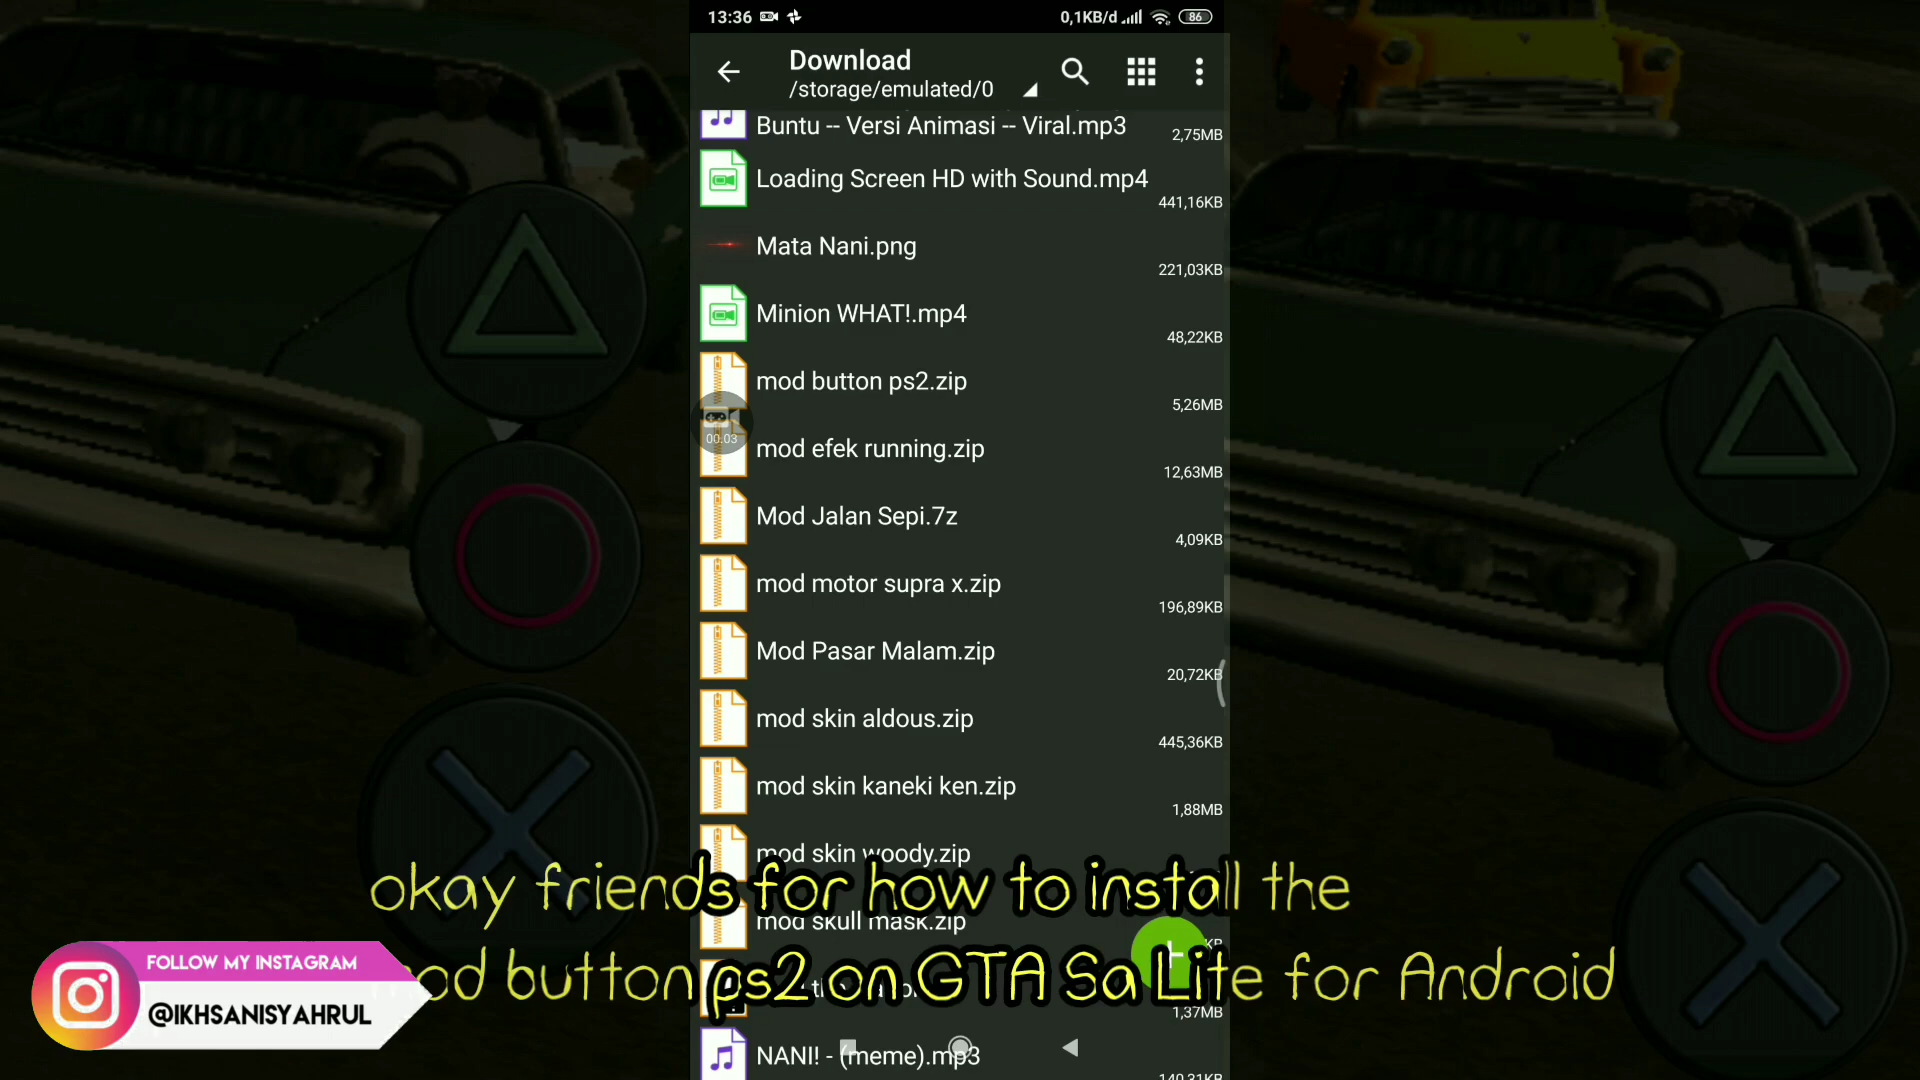 13:36 0,1KB/d 86
Download
/storage/emulated/0
Buntu -- Versi Animasi -- Viral.mp3
2,75MB
Loading Screen HD with Sound.mp4
441,16KB
Mata Nani.png
221,03KB
Minion WHAT!.mp4
48,22KB
mod button ps2.zip
5,26MB
00:03
mod efek running.zip
12,63MB
Mod Jalan Sepi.7z
4,09KB
mod motor supra x.zip
196,89KB
Mod Pasar Malam.zip
20,72KB
mod skin aldous.zip
445,36KB
mod skin kaneki ken.zip
1,88MB
mod skin woody.zip
okay friends for how to install the
mod skull mask.zip
KB
FOLLOW MY INSTAGRAM
@IKHSANISYAHRUL
mod button ps2 on GTA Sa Lite for Android
1,37MB
NANI! - (meme).mp3
140,31KB